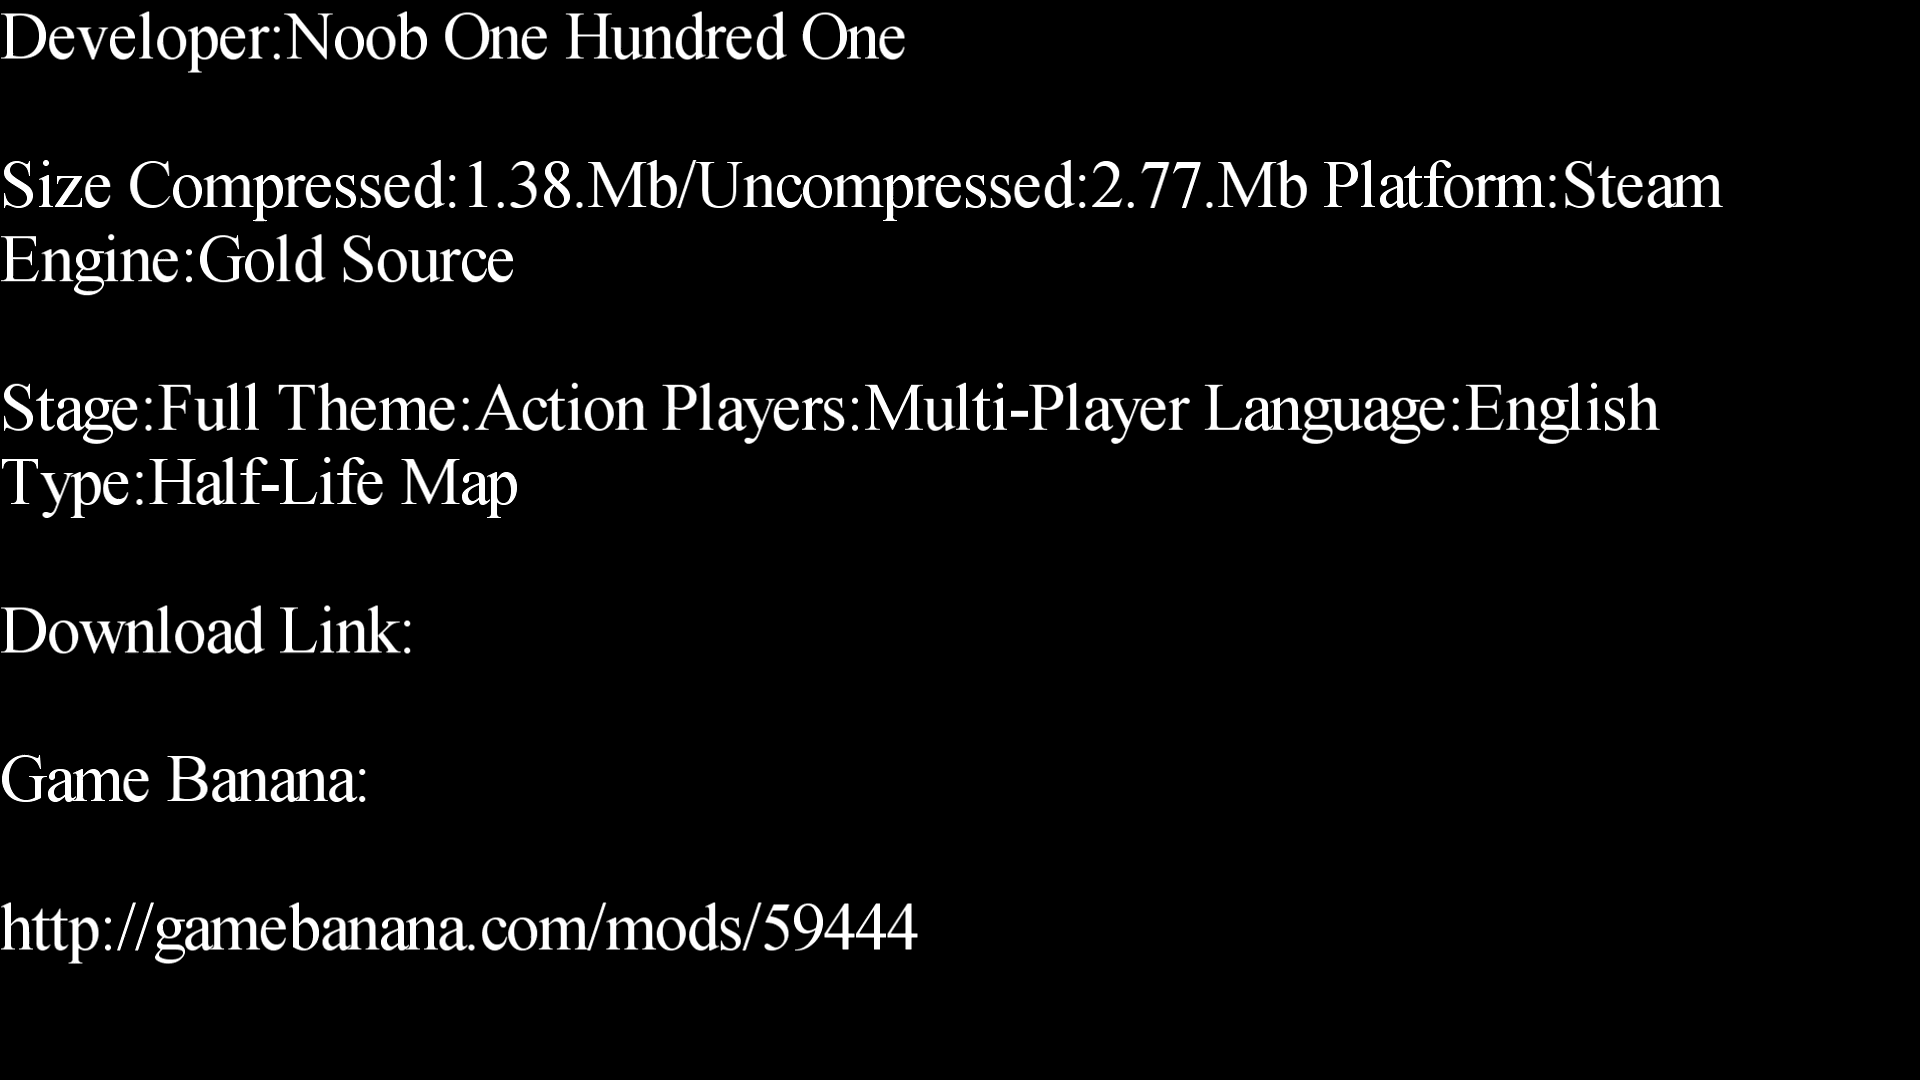 Developer:Noob One Hundred One
Size Compressed:1.38.Mb/Uncompressed:2.77.Mb Platform:Steam
Engine:Gold Source
Stage:Full Theme:Action Players:Multi-Player Language:English
Type:Half-Life Map
Download Link:
Game Banana:
http://gamebanana.com/mods/59444